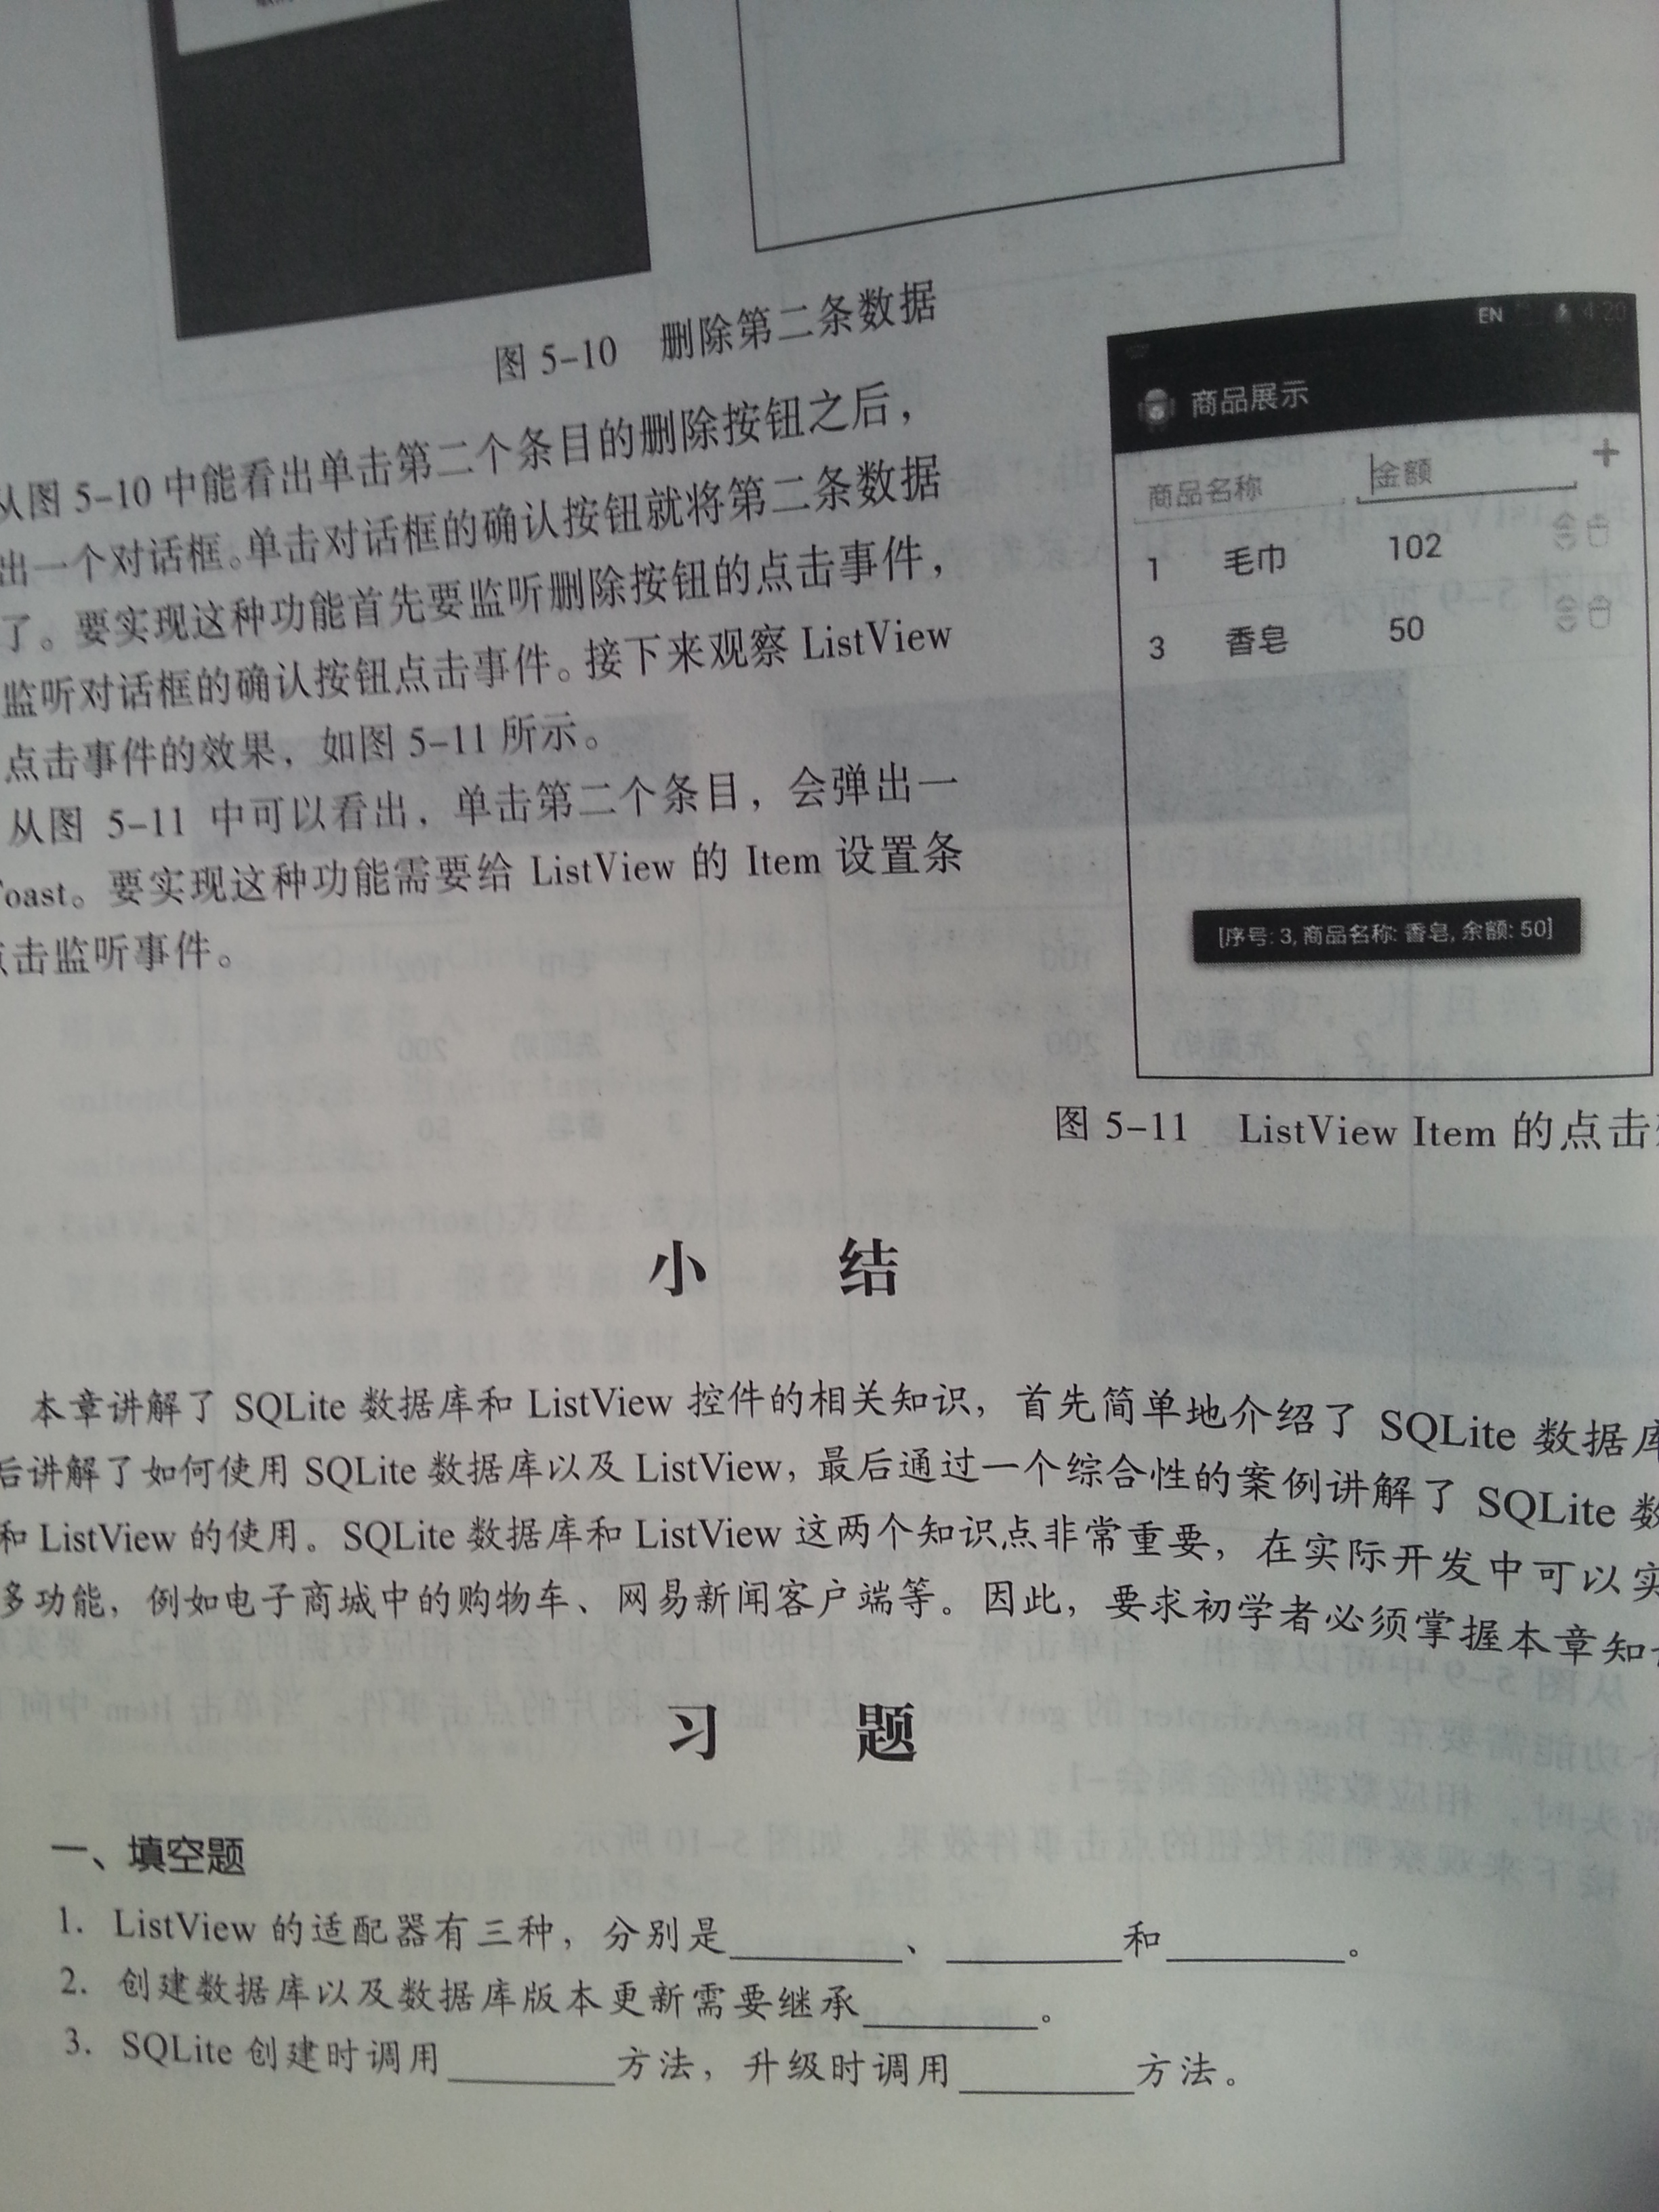 图 5-10 删除第二条数据
从图 5-10 中能看出单击第二个条目的删除按钮之后，
出一个对话框。单击对话框的确认按钮就将第二条数据
了。要实现这种功能首先要监听删除按钮的点击事件，
监听对话框的确认按钮点击事件。接下来观察 ListView
点击事件的效果，如图 5-11 所示。
从图 5-11 中可以看出，单击第二个条目，会弹出一
oast。要实现这种功能需要给 ListView 的 Item 设置条
点击监听事件。
EN 4:20
商品展示
商品名称 金额 +
1 毛巾 102
3 香皂 50
[序号: 3, 商品名称: 香皂, 余额: 50]
图 5-11 ListView Item 的点击
小 结
本章讲解了 SQLite 数据库和 ListView 控件的相关知识，首先简单地介绍了 SQLite 数据库
后讲解了如何使用 SQLite 数据库以及 ListView，最后通过一个综合性的案例讲解了 SQLite 数
和 ListView 的使用。SQLite 数据库和 ListView 这两个知识点非常重要，在实际开发中可以实
多功能，例如电子商城中的购物车、网易新闻客户端等。因此，要求初学者必须掌握本章知
习 题
一、填空题
1. ListView 的适配器有三种，分别是________、________和________。
2. 创建数据库以及数据库版本更新需要继承________。
3. SQLite 创建时调用________方法，升级时调用________方法。